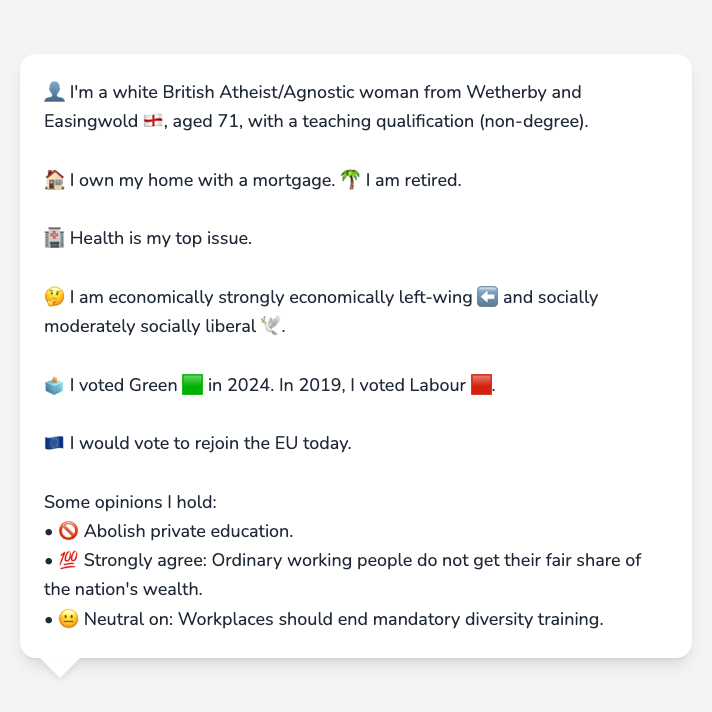 👤 I'm a white British Atheist/Agnostic woman from Wetherby and
Easingwold 🏴󠁧󠁢󠁥󠁮󠁧󠁿, aged 71, with a teaching qualification (non-degree).
🏠 I own my home with a mortgage. 🌴 I am retired.
🏥 Health is my top issue.
🤔 I am economically strongly economically left-wing ⬅️ and socially
moderately socially liberal 🕊️.
🗳️ I voted Green 🟩 in 2024. In 2019, I voted Labour 🟥.
🇪🇺 I would vote to rejoin the EU today.
Some opinions I hold:
• 🚫 Abolish private education.
• 💯 Strongly agree: Ordinary working people do not get their fair share of
the nation's wealth.
• 😐 Neutral on: Workplaces should end mandatory diversity training.